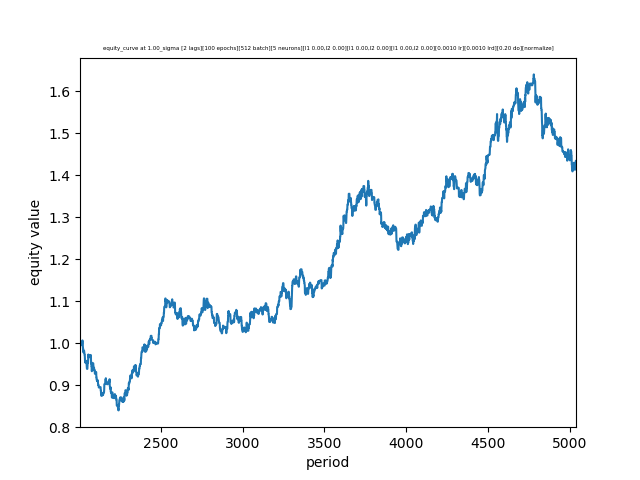 equity_curve at 1.00_sigma [2 lags][100 epochs][512 batch][5 neurons][l1 0.00,l2 0.00][l1 0.00,l2 0.00][l1 0.00,l2 0.00][0.0010 lr][0.0010 lrd][0.20 do][normalize]
1.6
1.5
1.4
1.3
1.2
1.1
1.0
0.9
0.8
equity value
2500 3000 3500 4000 4500 5000
period